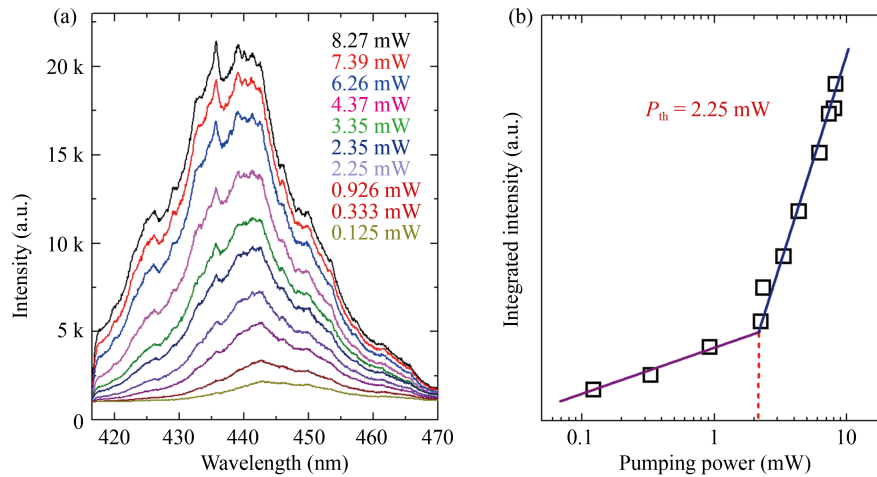 (a)
8.27 mW
7.39 mW
6.26 mW
4.37 mW
3.35 mW
2.35 mW
2.25 mW
0.926 mW
0.333 mW
0.125 mW
20 k
15 k
10 k
5 k
0
Intensity (a.u.)
420 430 440 450 460 470
Wavelength (nm)
(b)
P_th = 2.25 mW
Integrated intensity (a.u.)
0.1 1 10
Pumping power (mW)